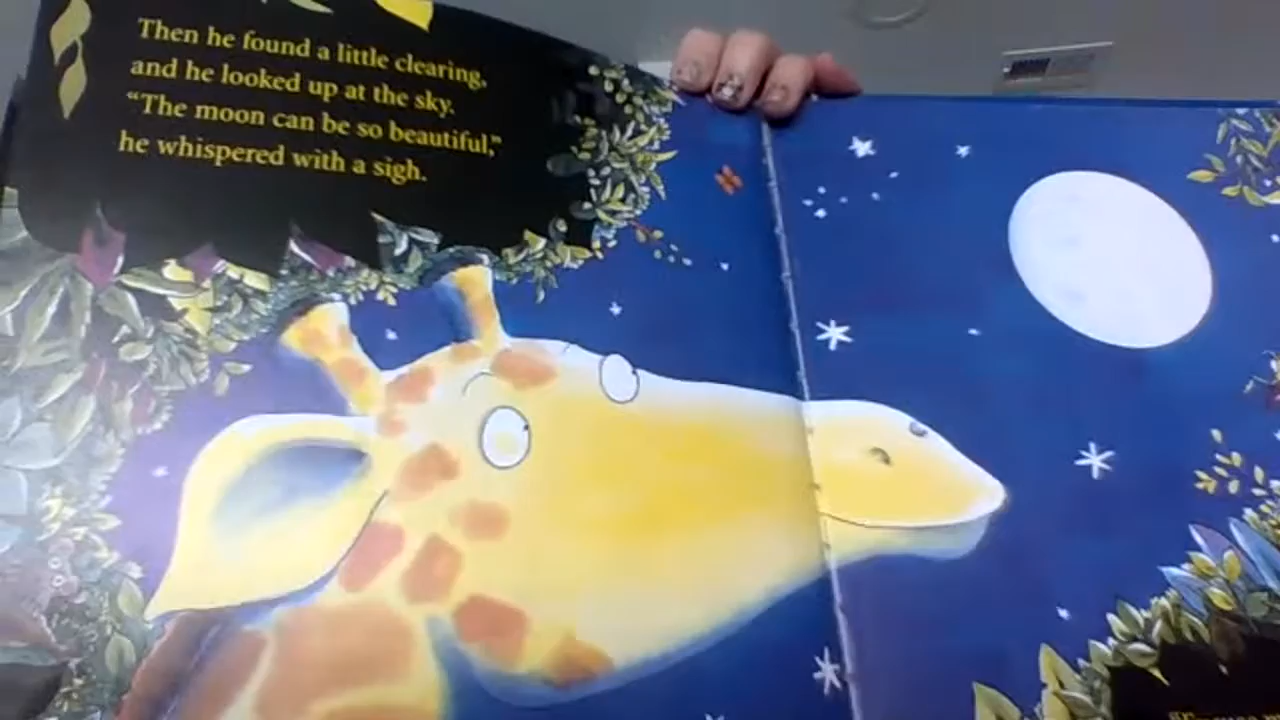 Then he found a little clearing,
and he looked up at the sky.
“The moon can be so beautiful,”
he whispered with a sigh.